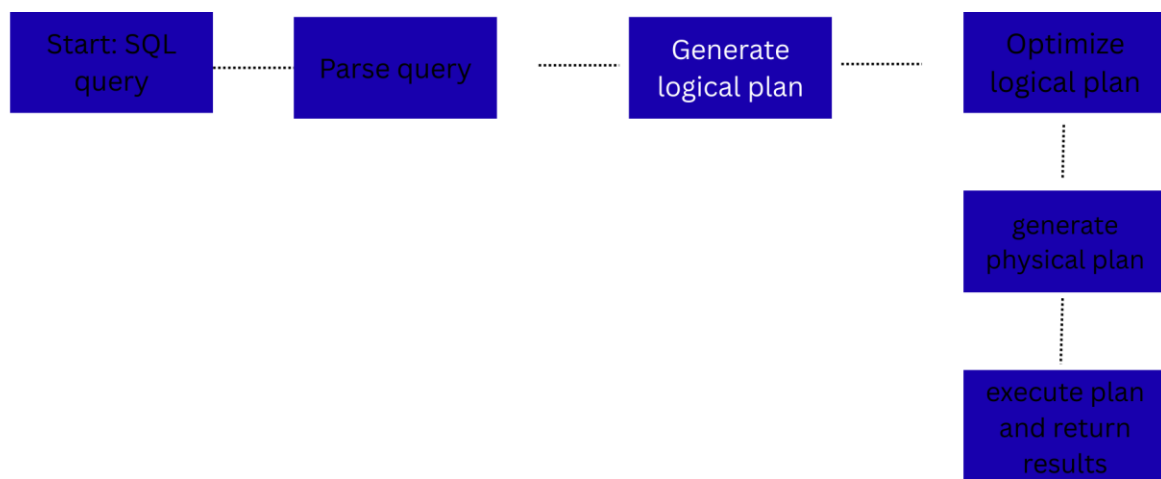 Start: SQL
query
Parse query
Generate
logical plan
Optimize
logical plan
generate
physical plan
execute plan
and return
results